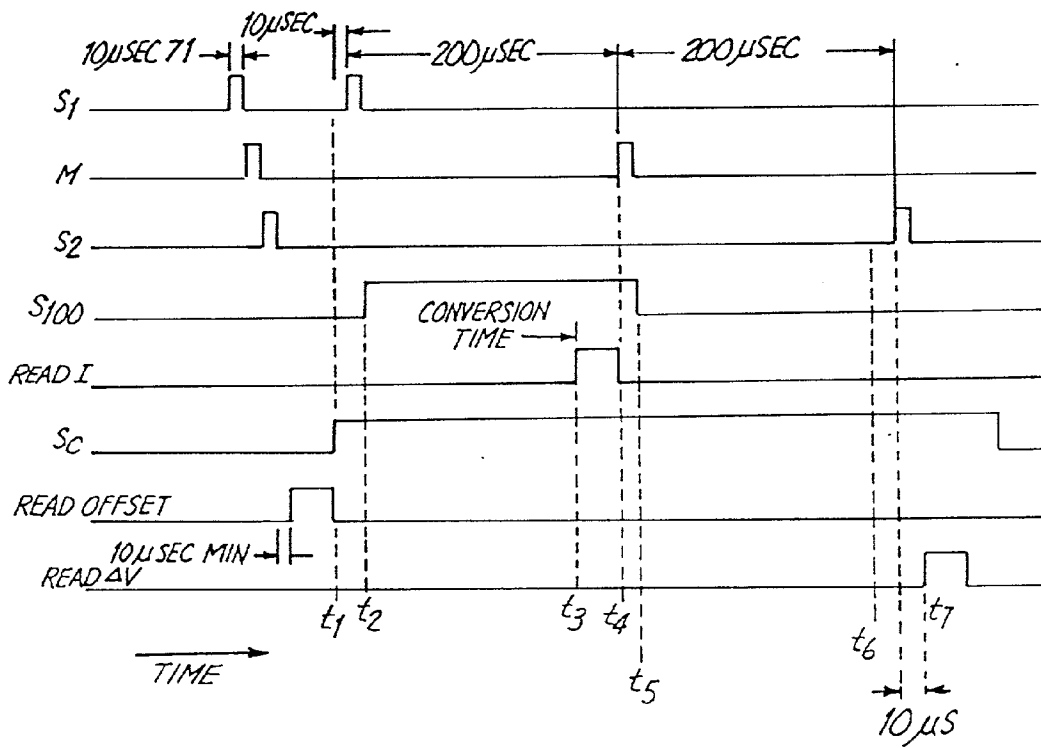 10μSEC 71
10μSEC
200μSEC
200μSEC
S1
M
S2
S100
CONVERSION
TIME
READ I
SC
READ OFFSET
10μSEC MIN
READ ΔV
t1
t2
t3
t4
t5
t6
t7
TIME
10μS